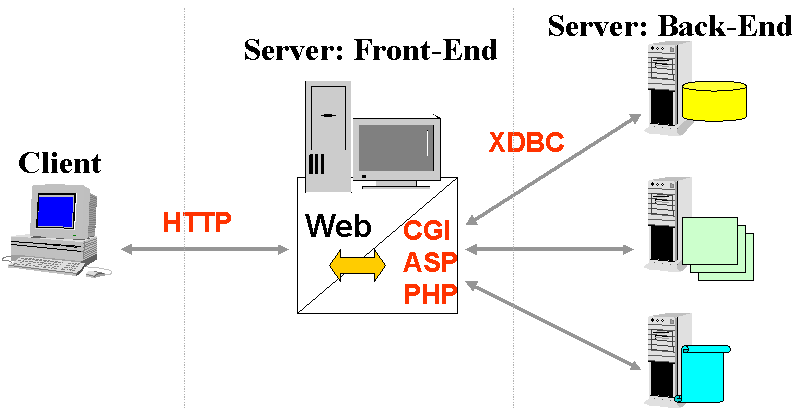 Server: Back-End
Server: Front-End
XDBC
Client
HTTP
Web
CGI
ASP
PHP